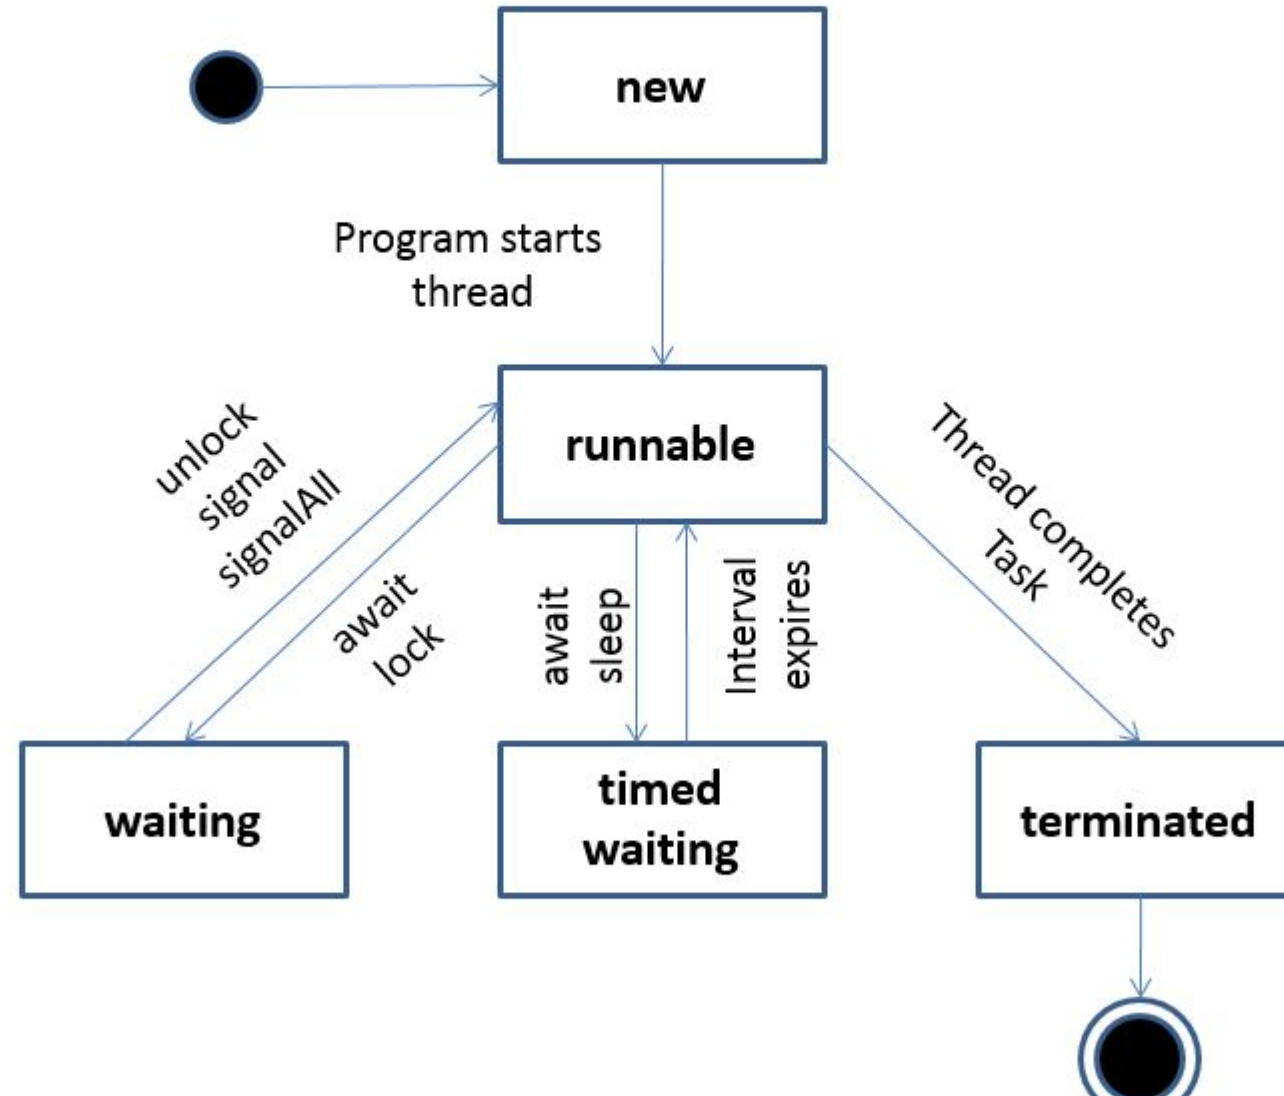 new
Program starts
thread
runnable
unlock
signal
signalAll
await
lock
await
sleep
Interval
expires
Thread completes
Task
waiting
timed
waiting
terminated